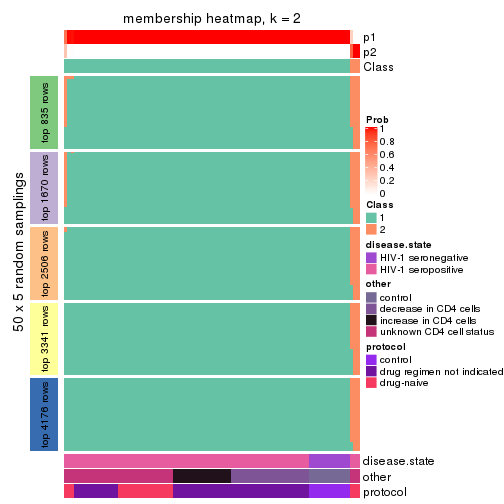 membership heatmap, k = 2
p1
p2
Class
50 x 5 random samplings
top 835 rows
top 1670 rows
top 2506 rows
top 3341 rows
top 4176 rows
Prob
1
0.8
0.6
0.4
0.2
0
Class
1
2
disease.state
HIV-1 seronegative
HIV-1 seropositive
other
control
decrease in CD4 cells
increase in CD4 cells
unknown CD4 cell status
protocol
control
drug regimen not indicated
drug-naive
disease.state
other
protocol